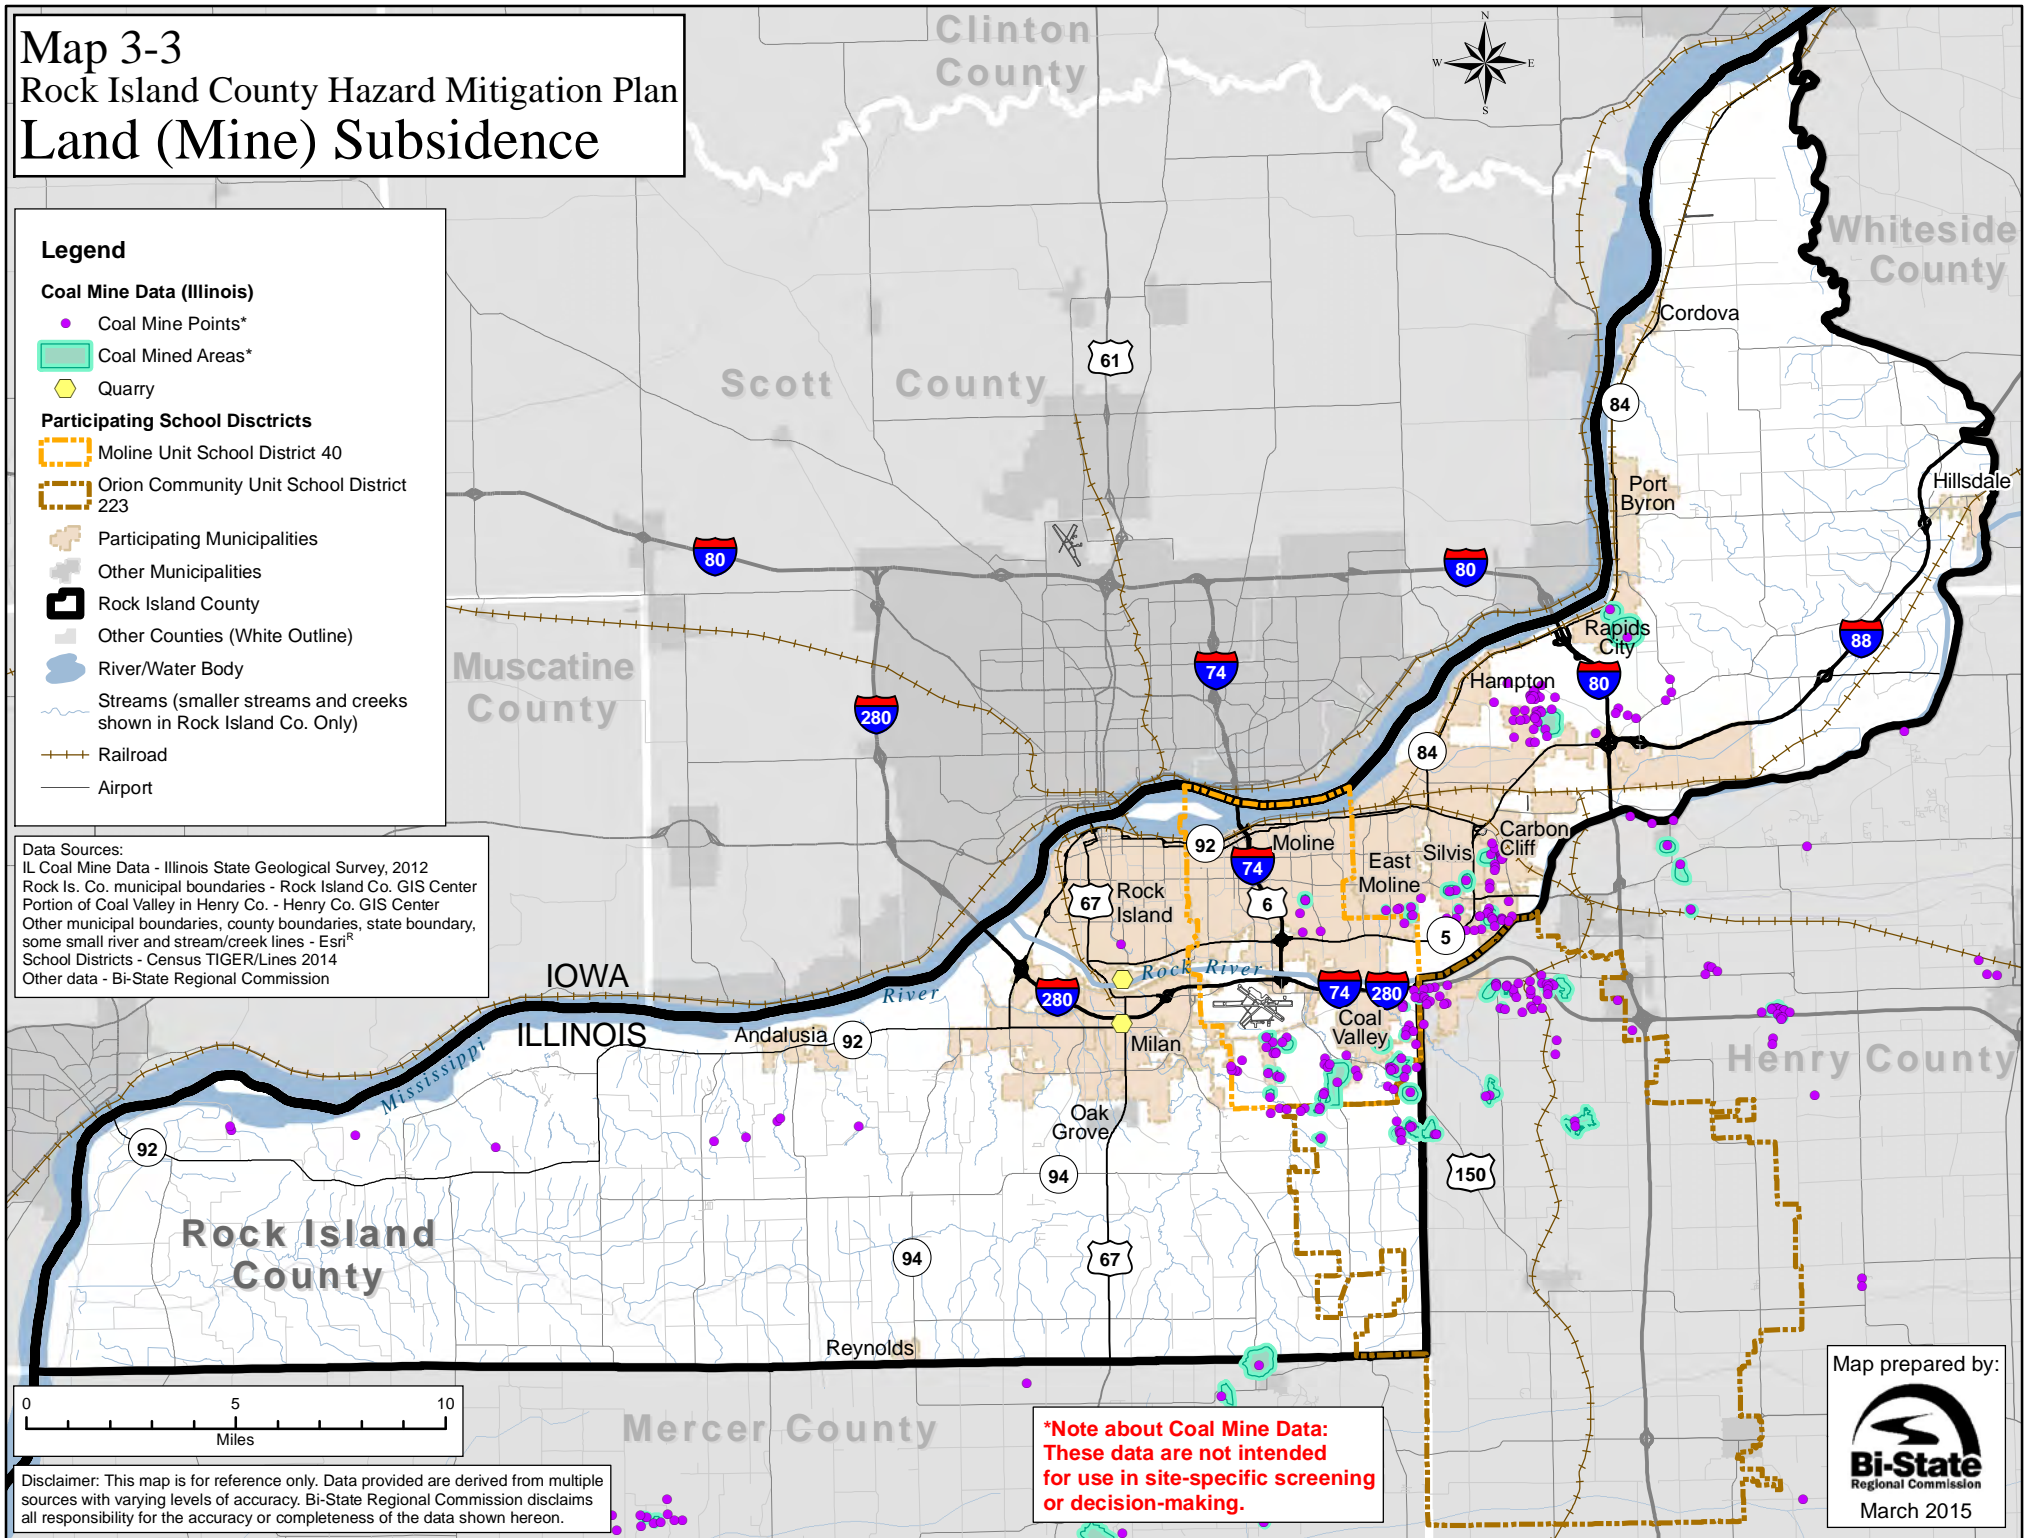 Map 3-3
Rock Island County Hazard Mitigation Plan
Land (Mine) Subsidence
Legend
Coal Mine Data (Illinois)
Coal Mine Points*
Coal Mined Areas*
Quarry
Participating School Disctricts
Moline Unit School District 40
Orion Community Unit School District
223
Participating Municipalities
Other Municipalities
Rock Island County
Other Counties (White Outline)
River/Water Body
Streams (smaller streams and creeks
shown in Rock Island Co. Only)
Railroad
Airport
Data Sources:
IL Coal Mine Data - Illinois State Geological Survey, 2012
Rock Is. Co. municipal boundaries - Rock Island Co. GIS Center
Portion of Coal Valley in Henry Co. - Henry Co. GIS Center
Other municipal boundaries, county boundaries, state boundary,
some small river and stream/creek lines - EsriR
School Districts - Census TIGER/Lines 2014
Other data - Bi-State Regional Commission
Clinton
County
N
W
E
S
Whiteside
County
Scott County
61
Cordova
84
Port
Byron
Hillsdale
80
80
Rapids
City
88
74
80
Muscatine
County
280
Hampton
84
92
Moline
74
Carbon
Cliff
Silvis
East
Moline
67
Rock
Island
6
5
Rock River
IOWA
ILLINOIS
River
Mississippi
280
74
280
Coal
Valley
Andalusia
92
Milan
Henry County
Oak
Grove
92
94
150
Rock Island
County
94
67
Reynolds
0
5
10
Miles
Mercer County
*Note about Coal Mine Data:
These data are not intended
for use in site-specific screening
or decision-making.
Map prepared by:
Bi-State
Regional Commission
March 2015
Disclaimer: This map is for reference only. Data provided are derived from multiple
sources with varying levels of accuracy. Bi-State Regional Commission disclaims
all responsibility for the accuracy or completeness of the data shown hereon.